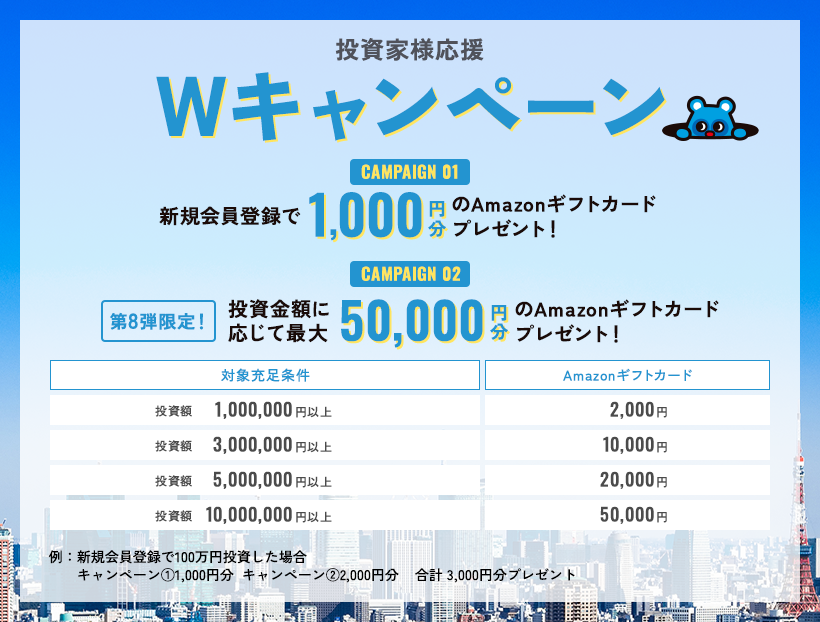 投資家様応援
Wキャンペーン
CAMPAIGN 01
新規会員登録で 1,000円分 のAmazonギフトカード
プレゼント!
CAMPAIGN 02
第8弾限定! 投資金額に
応じて最大 50,000円分 のAmazonギフトカード
プレゼント!
対象充足条件 Amazonギフトカード
投資額 1,000,000円以上 2,000円
投資額 3,000,000円以上 10,000円
投資額 5,000,000円以上 20,000円
投資額 10,000,000円以上 50,000円
例：新規会員登録で100万円投資した場合
キャンペーン①1,000円分 キャンペーン②2,000円分 合計 3,000円分プレゼント